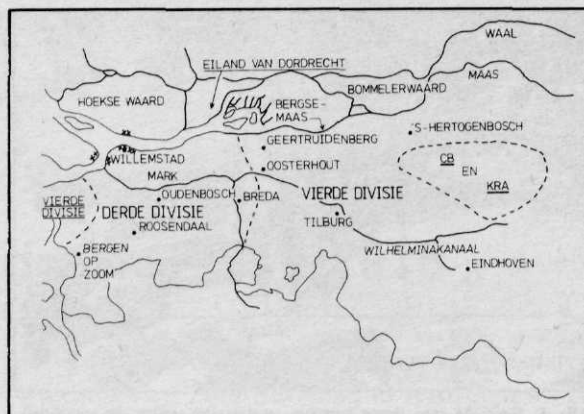 WAAL
EILAND VAN DORDRECHT
MAAS
HOEKSE WAARD
BOMMELERWAARD
BERGSE-
MAAS
'S-HERTOGENBOSCH
GEERTRUIDENBERG
WILLEMSTAD
OOSTERHOUT
CB
EN
KRA
MARK
VIERDE
DIVISIE
OUDENBOSCH
BREDA
VIERDE DIVISIE
DERDE DIVISIE
ROOSENDAAL
TILBURG
BERGEN
OP
ZOOM
WILHELMINAKANAAL
EINDHOVEN